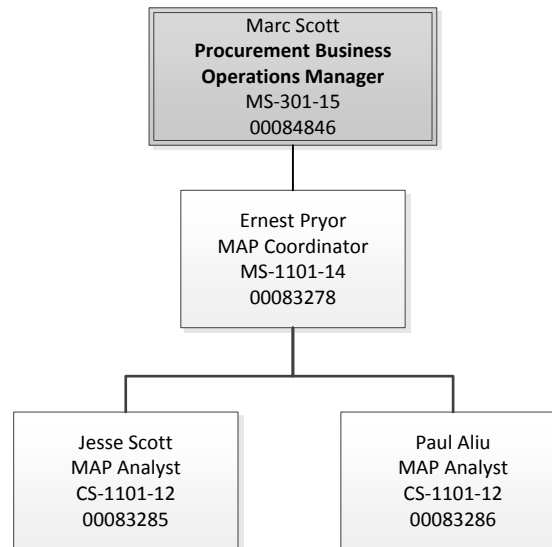 Marc Scott
Procurement Business
Operations Manager
MS-301-15
00084846
Ernest Pryor
MAP Coordinator
MS-1101-14
00083278
Jesse Scott
MAP Analyst
CS-1101-12
00083285
Paul Aliu
MAP Analyst
CS-1101-12
00083286